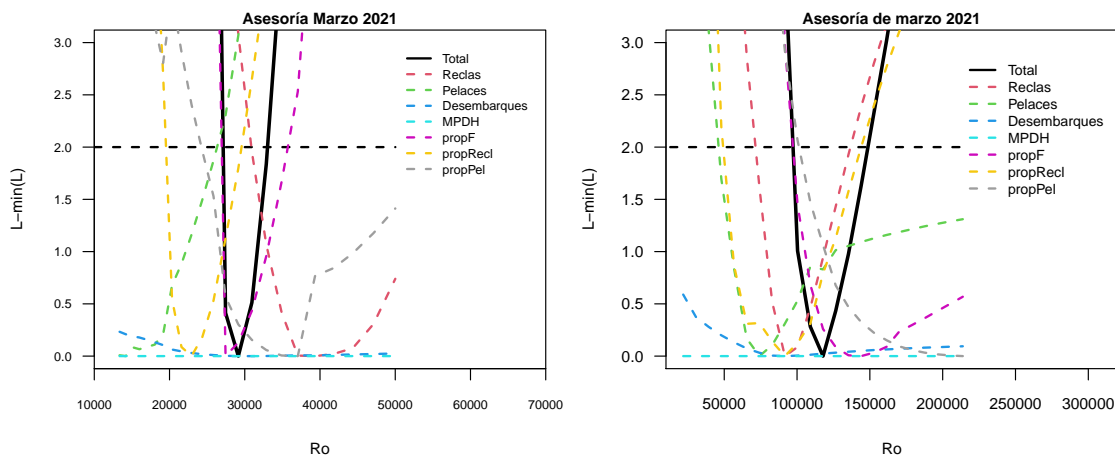 Asesoría Marzo 2021
L−min(L)
3.0
2.5
2.0
1.5
1.0
0.5
0.0
Total
Reclas
Pelaces
Desembarques
MPDH
propF
propRecl
propPel
10000 20000 30000 40000 50000 60000 70000
Ro
Asesoría de marzo 2021
L−min(L)
3.0
2.5
2.0
1.5
1.0
0.5
0.0
Total
Reclas
Pelaces
Desembarques
MPDH
propF
propRecl
propPel
50000 100000 150000 200000 250000 300000
Ro